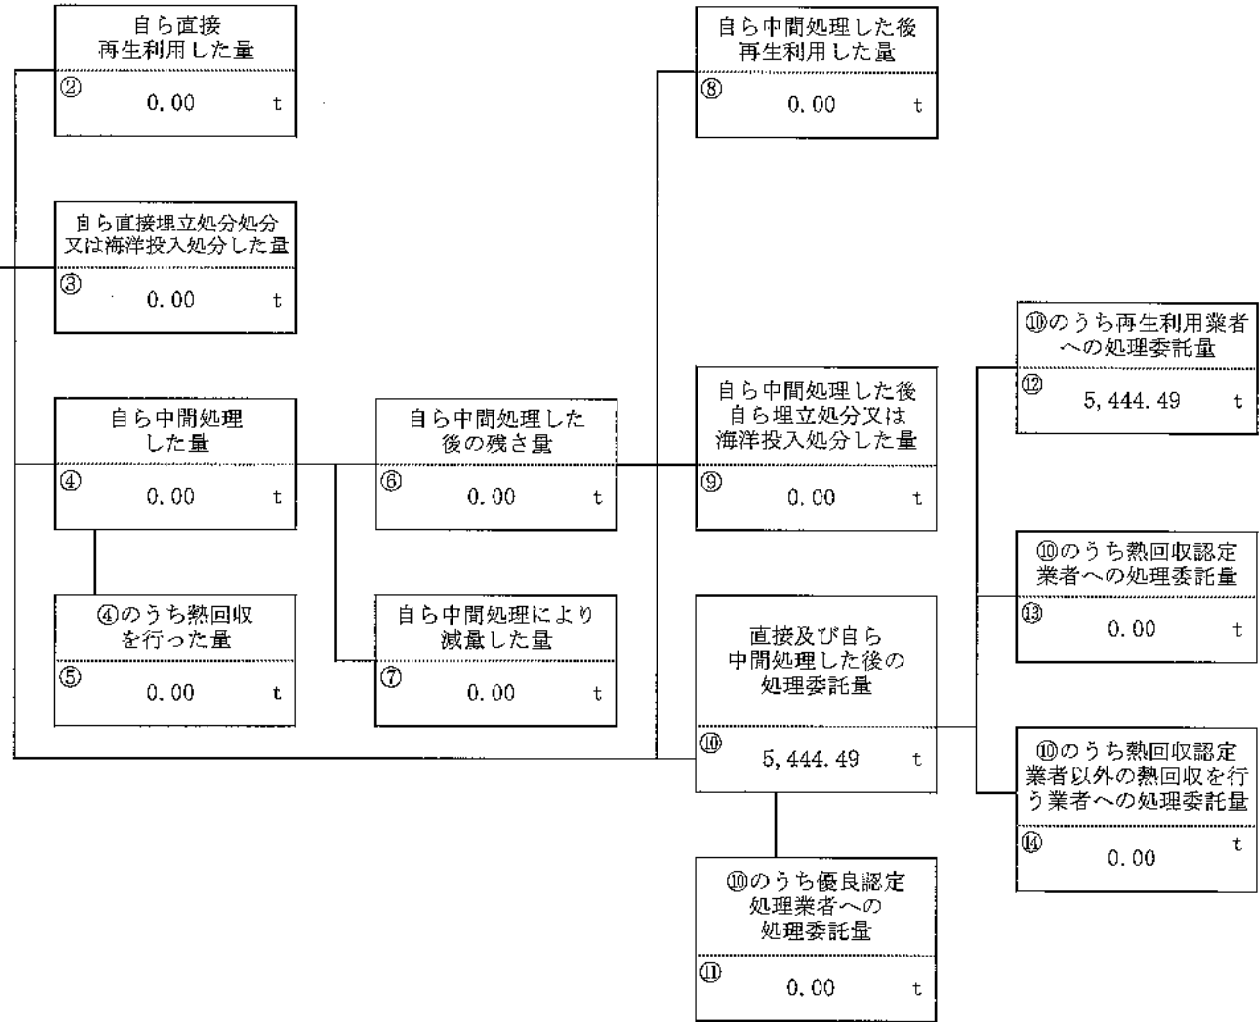 自ら直接
再生利用した量
②
0.00 t
自ら中間処理した後
再生利用した量
⑧
0.00 t
自ら直接埋立処分処分
又は海洋投入処分した量
③
0.00 t
⑩のうち再生利用業者
への処理委託量
⑫
5,444.49 t
自ら中間処理
した量
④
0.00 t
自ら中間処理した
後の残さ量
⑥
0.00 t
自ら中間処理した後
自ら埋立処分又は
海洋投入処分した量
⑨
0.00 t
⑩のうち熱回収認定
業者への処理委託量
⑬
0.00 t
④のうち熱回収
を行った量
⑤
0.00 t
自ら中間処理により
減量した量
⑦
0.00 t
直接及び自ら
中間処理した後の
処理委託量
⑩
5,444.49 t
⑩のうち熱回収認定
業者以外の熱回収を行
う業者への処理委託量
⑭
0.00 t
⑩のうち優良認定
処理業者への
処理委託量
⑪
0.00 t